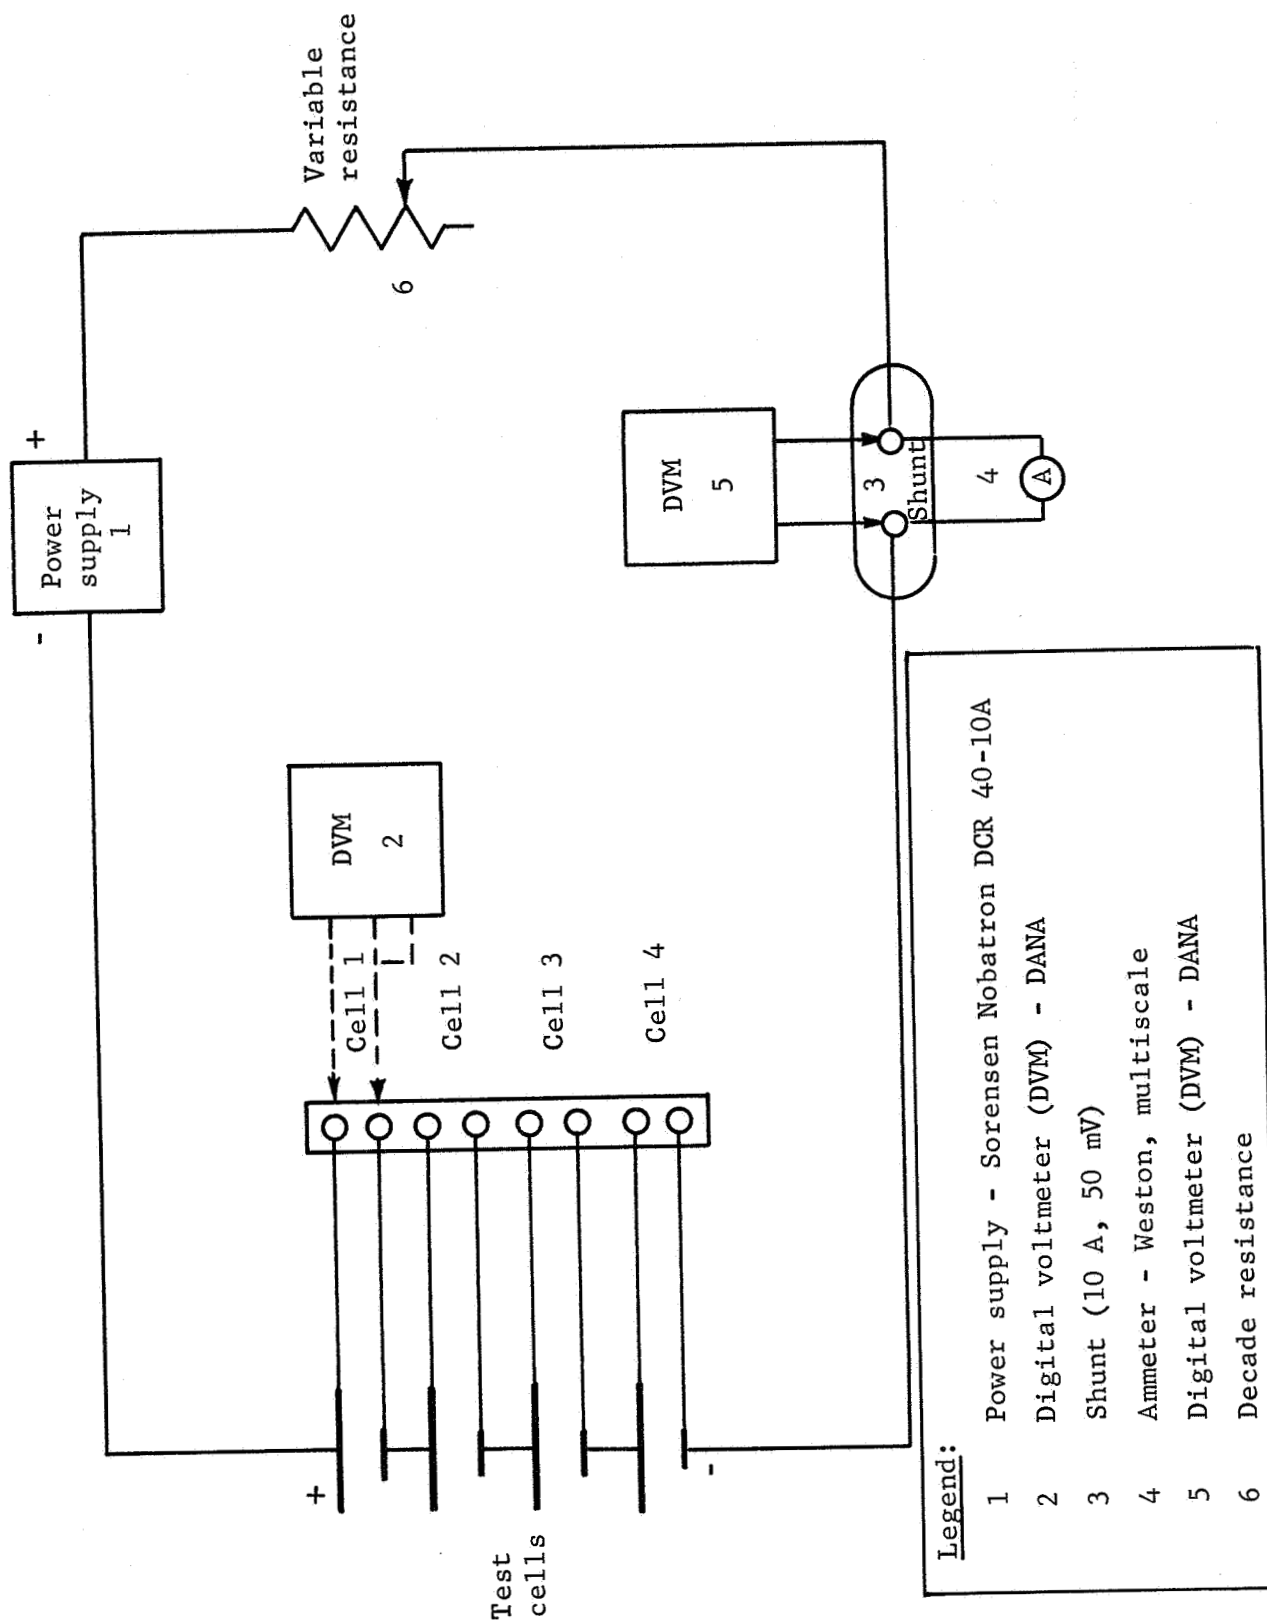 Test
cells
+
-
Cell 1
Cell 2
Cell 3
Cell 4
DVM
2
-
Power
supply
1
+
Variable
resistance
6
DVM
5
3
Shunt
4
A
Legend:
1 Power supply - Sorensen Nobatron DCR 40-10A
2 Digital voltmeter (DVM) - DANA
3 Shunt (10 A, 50 mV)
4 Ammeter - Weston, multiscale
5 Digital voltmeter (DVM) - DANA
6 Decade resistance